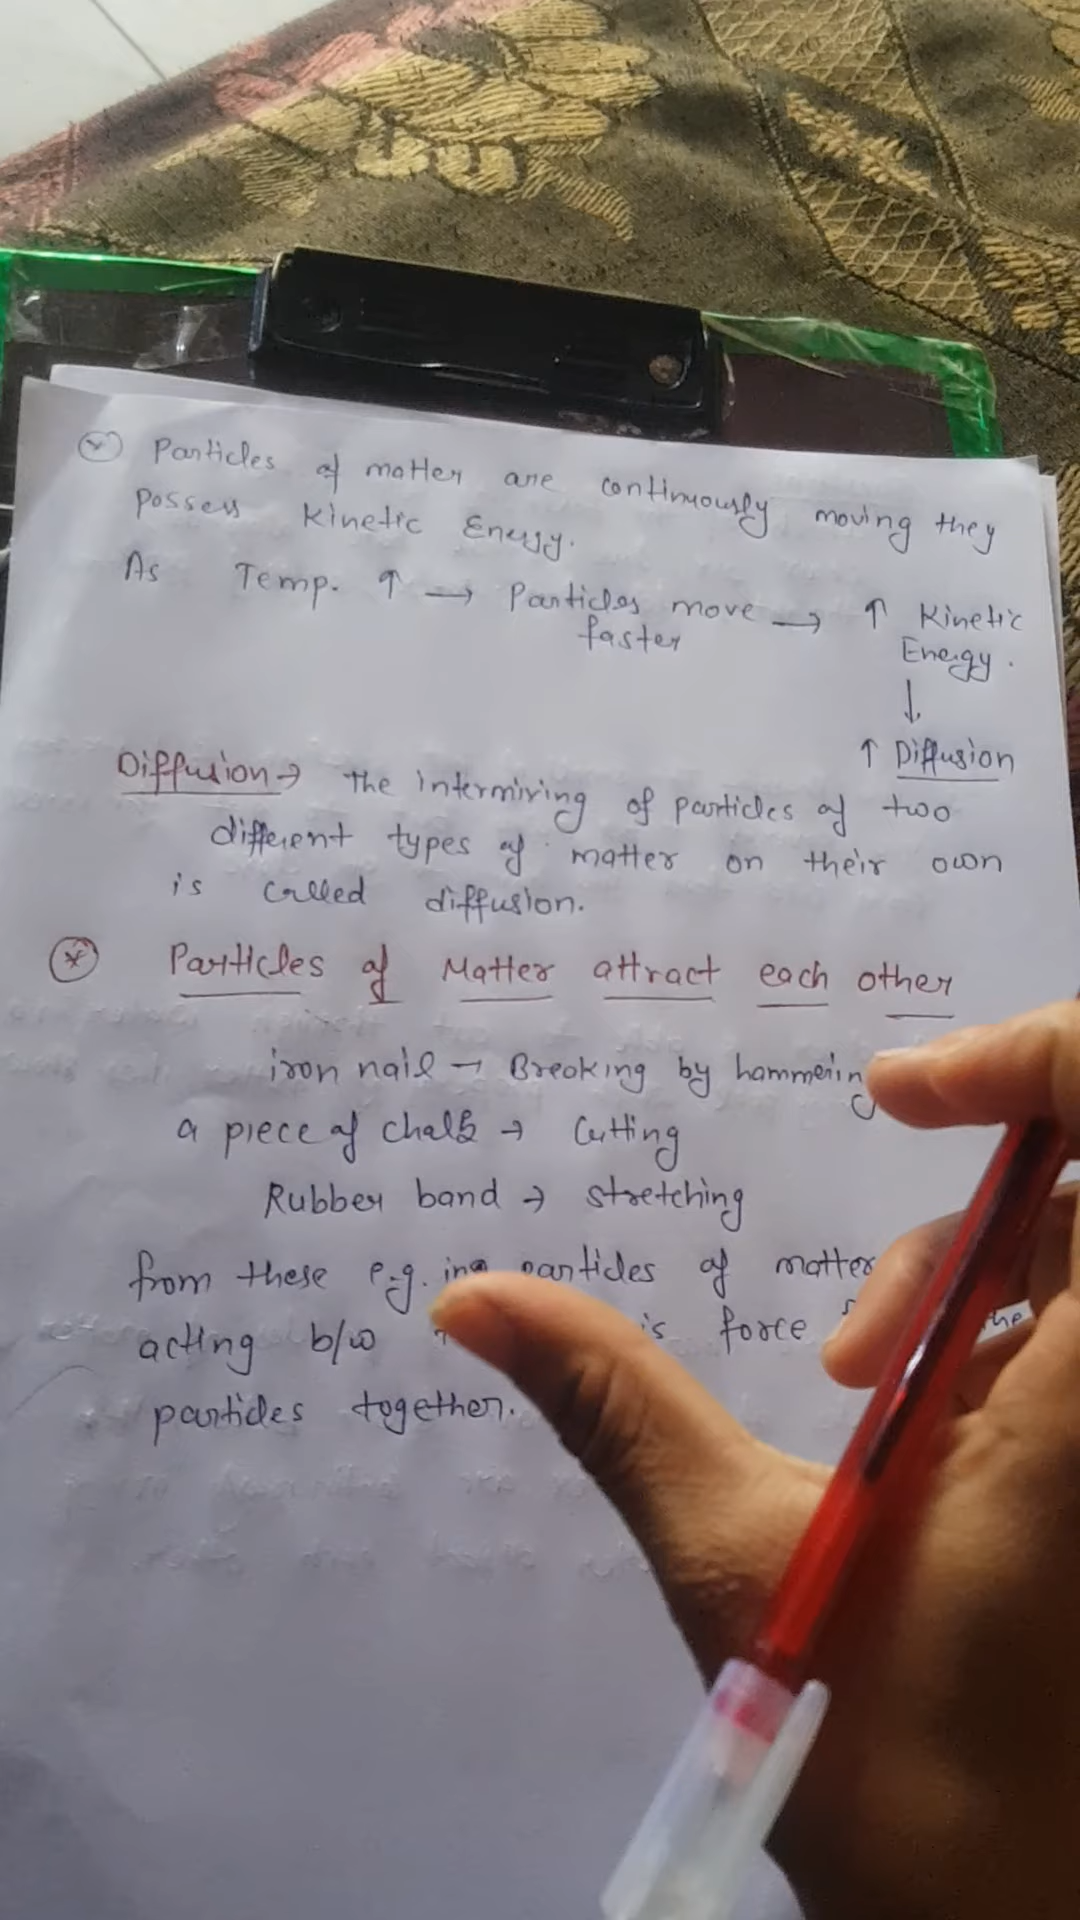 Particles of matter are continuously moving they
possess Kinetic Energy.
As Temp. ↑ → Particles move → ↑ Kinetic
faster Energy.
↓
↑ Diffusion
Diffusion → the intermixing of particles of two
different types of matter on their own
is called diffusion.
* Particles of Matter attract each other
iron nail → Breaking by hammering
a piece of chalk → Cutting
Rubber band → stretching
from these e.g. in particles of matter
acting b/w is force the
particles together.